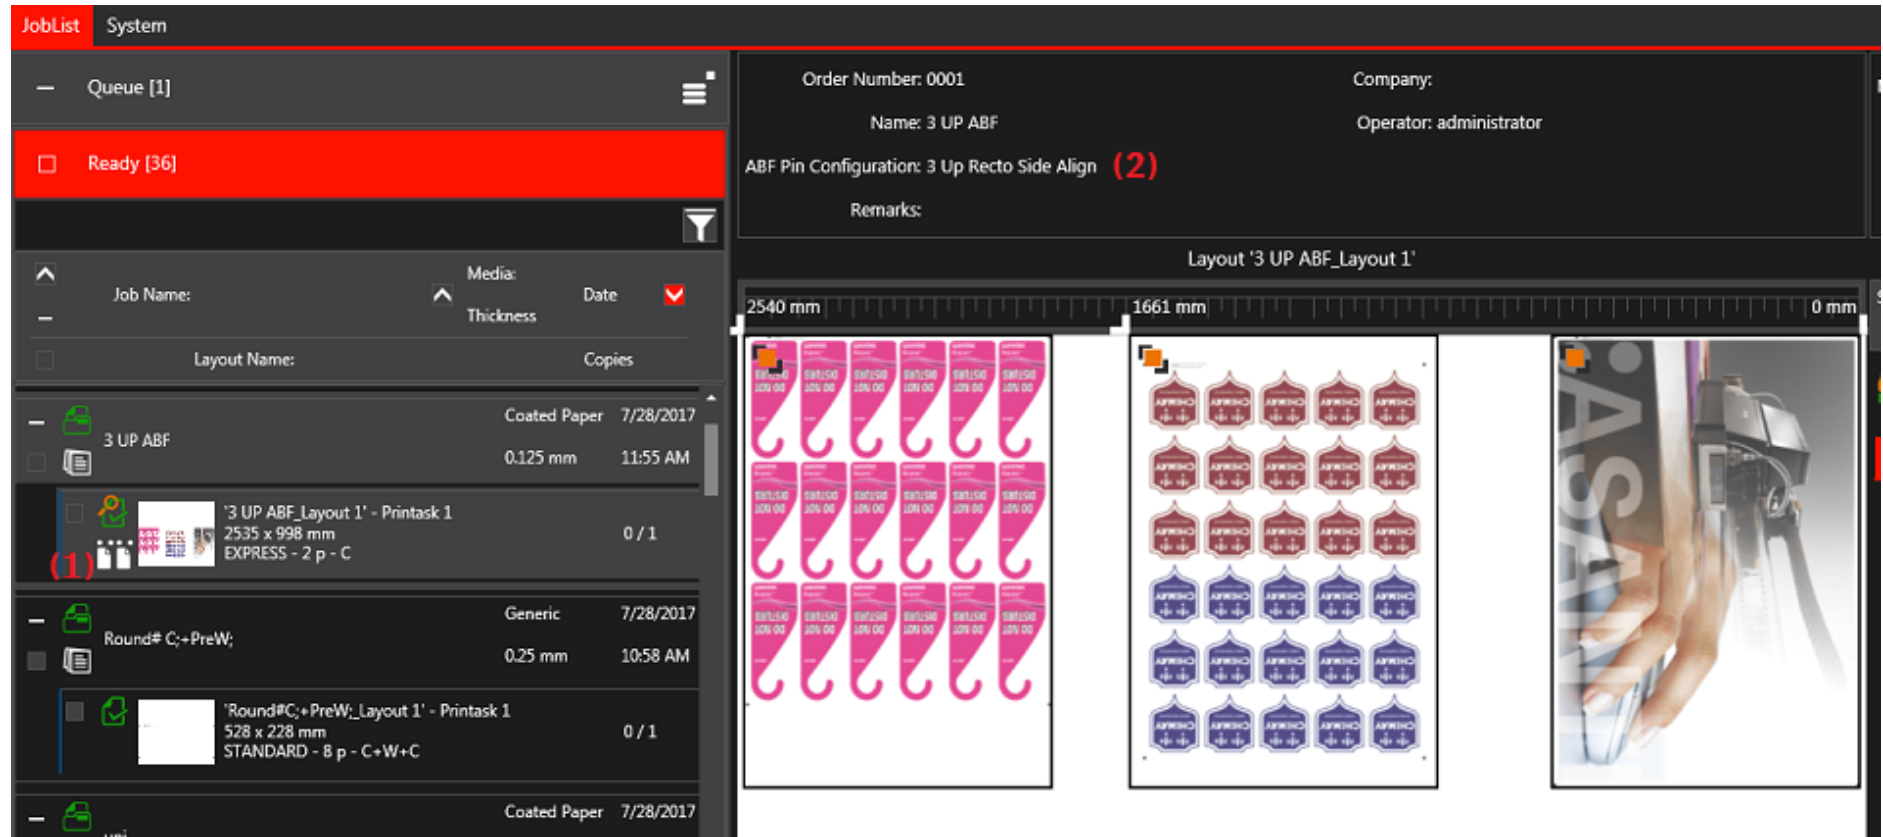 JobList System
Queue [1]
Ready [36]
Job Name:
Media:
Thickness
Date
Layout Name:
Copies
3 UP ABF
Coated Paper 7/28/2017
0.125 mm 11:55 AM
'3 UP ABF_Layout 1' - Printask 1
2535 x 998 mm
EXPRESS - 2 p - C
0 / 1
(1)
Round# C;+PreW;
Generic 7/28/2017
0.25 mm 10:58 AM
'Round#C;+PreW;_Layout 1' - Printask 1
528 x 228 mm
STANDARD - 8 p - C+W+C
0 / 1
Coated Paper 7/28/2017
Order Number: 0001
Company:
Name: 3 UP ABF
Operator: administrator
ABF Pin Configuration: 3 Up Recto Side Align (2)
Remarks:
Layout '3 UP ABF_Layout 1'
2540 mm 1661 mm 0 mm